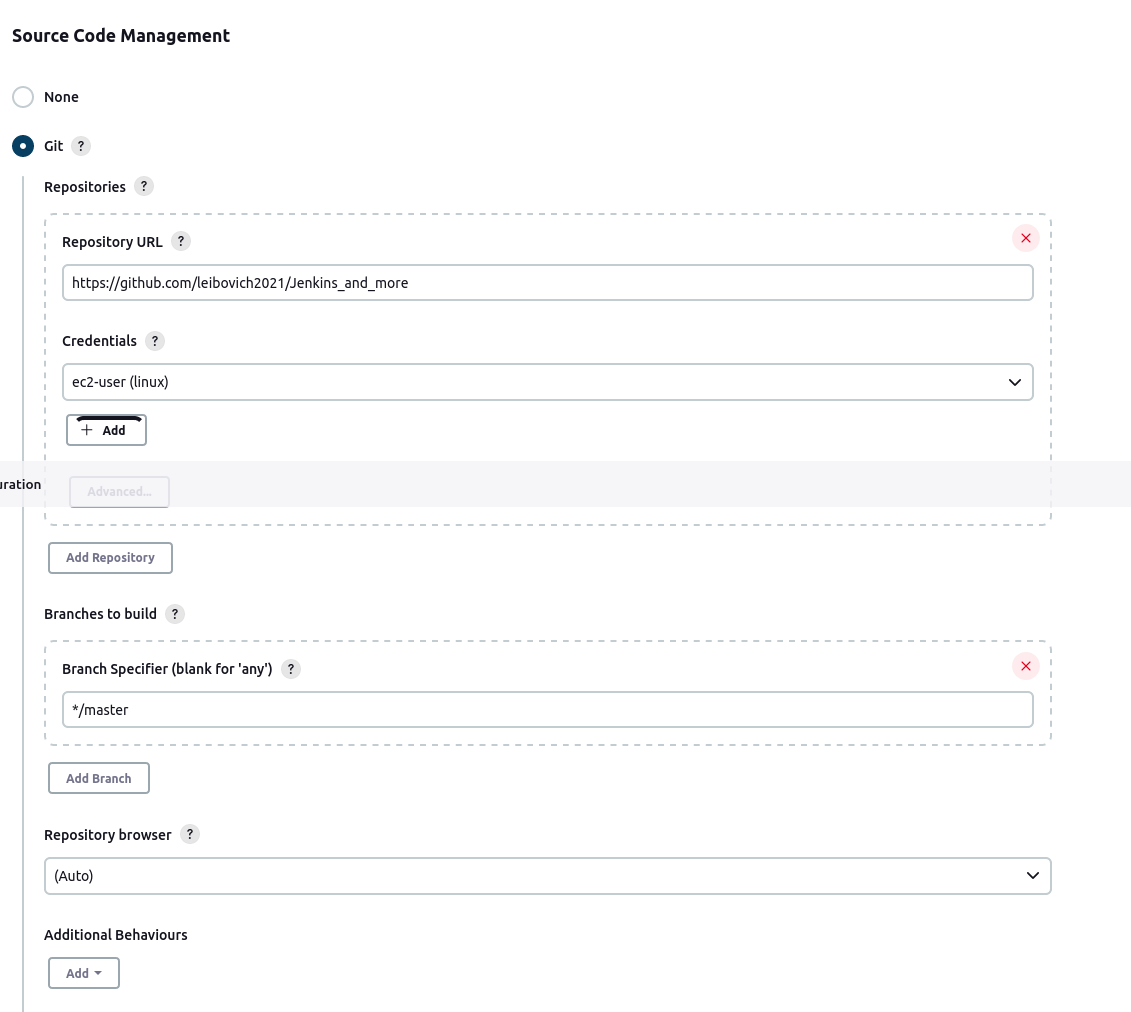 Source Code Management
None
Git ?
Repositories ?
Repository URL ?
https://github.com/leibovich2021/Jenkins_and_more
Credentials ?
ec2-user (linux)
+ Add
uration
Advanced...
Add Repository
Branches to build ?
Branch Specifier (blank for 'any') ?
*/master
Add Branch
Repository browser ?
(Auto)
Additional Behaviours
Add